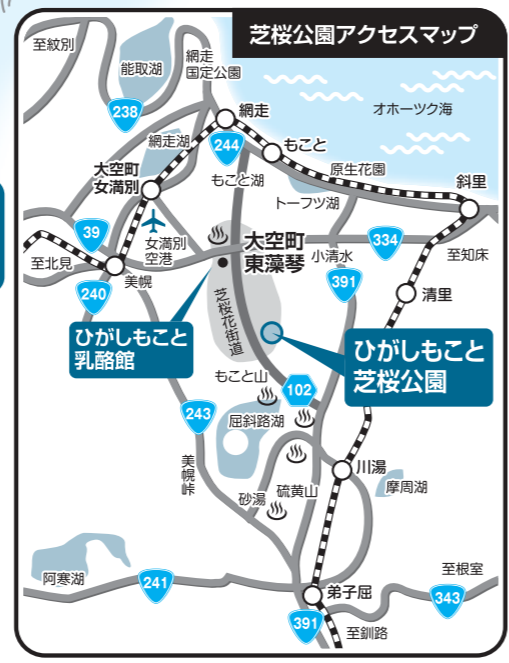 芝桜公園アクセスマップ
至紋別
能取湖
網走
国定公園
238
網走
オホーツク海
網走湖
244
もこと
大空町
女満別
もこと湖
原生花園
トーフツ湖
斜里
39
女満別
空港
大空町
東藻琴
小清水
334
至北見
美幌
391
至知床
240
清里
芝桜花街道
ひがしもこと
乳酪館
ひがしもこと
芝桜公園
もこと山
102
243
屈斜路湖
美幌峠
砂湯
硫黄山
川湯
摩周湖
阿寒湖
241
弟子屈
至根室
343
391
至釧路